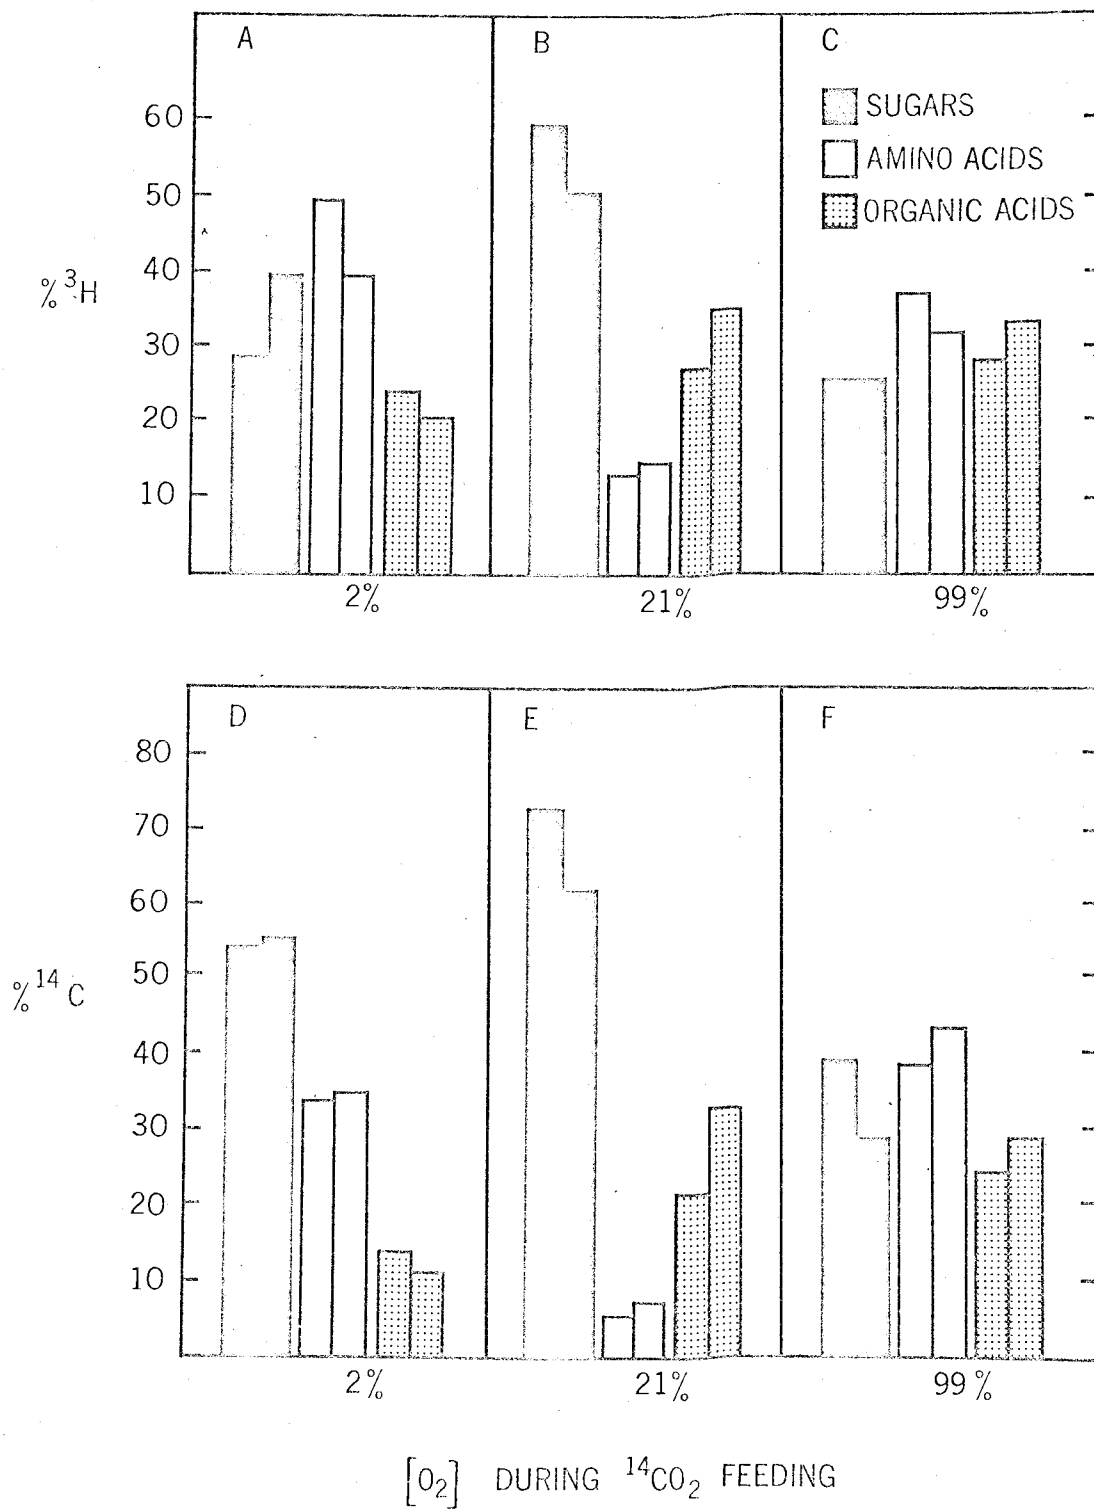 A B C
SUGARS
AMINO ACIDS
ORGANIC ACIDS
60
50
40
30
20
10
% ³H
2% 21% 99%
D E F
80
70
60
50
40
30
20
10
% ¹⁴C
2% 21% 99%
[O₂] DURING ¹⁴CO₂ FEEDING